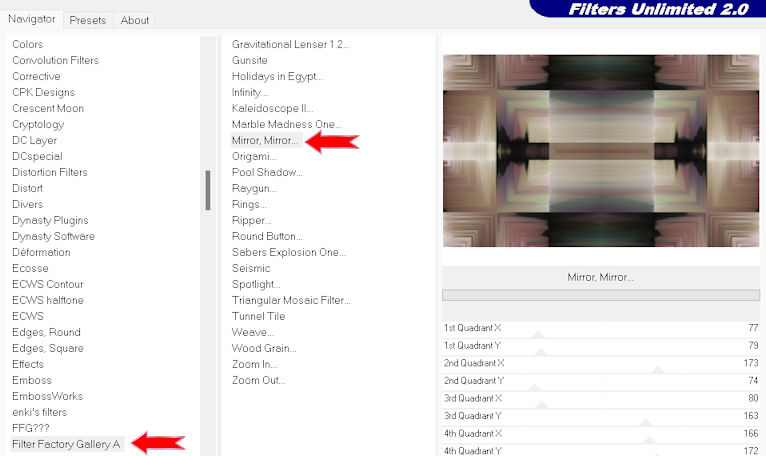 Filters Unlimited 2.0
Navigator
Presets
About
Colors
Convolution Filters
Corrective
CPK Designs
Crescent Moon
Cryptology
DC Layer
DCspecial
Distortion Filters
Distort
Divers
Dynasty Plugins
Dynasty Software
Déformation
Ecosse
ECWS Contour
ECWS halftone
ECWS
Edges, Round
Edges, Square
Effects
Emboss
EmbossWorks
enki's filters
FFG???
Filter Factory Gallery A
Gravitational Lenser 1.2...
Gunsite
Holidays in Egypt...
Infinity...
Kaleidoscope II...
Marble Madness One...
Mirror, Mirror...
Origami...
Pool Shadow...
Raygun...
Rings...
Ripper...
Round Button...
Sabers Explosion One...
Seismic
Spotlight...
Triangular Mosaic Filter...
Tunnel Tile
Weave...
Wood Grain...
Zoom In...
Zoom Out...
Mirror, Mirror...
1st Quadrant X 77
1st Quadrant Y 79
2nd Quadrant X 173
2nd Quadrant Y 74
3rd Quadrant X 80
3rd Quadrant Y 163
4th Quadrant X 166
4th Quadrant Y 172